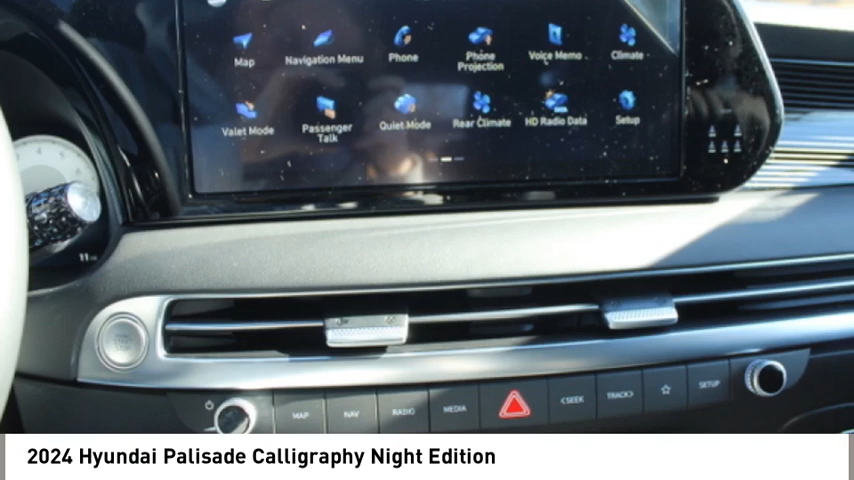 Map
Navigation Menu
Phone
Phone
Projection
Voice Memo
Climate
Valet Mode
Passenger
Talk
Quiet Mode
Rear Climate
HD Radio Data
Setup
MAP
NAV
RADIO
MEDIA
<SEEK
TRACK>
☆
SETUP
2024 Hyundai Palisade Calligraphy Night Edition